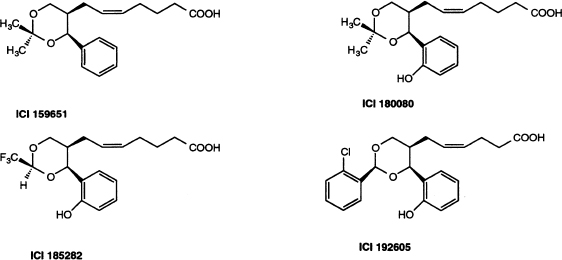 COOH
O
H₃C
H₃C
O
ICI 159651
COOH
O
H₃C
H₃C
O
HO
ICI 180080
COOH
O
F₃C
O
H
HO
ICI 185282
COOH
Cl
O
O
HO
ICI 192605